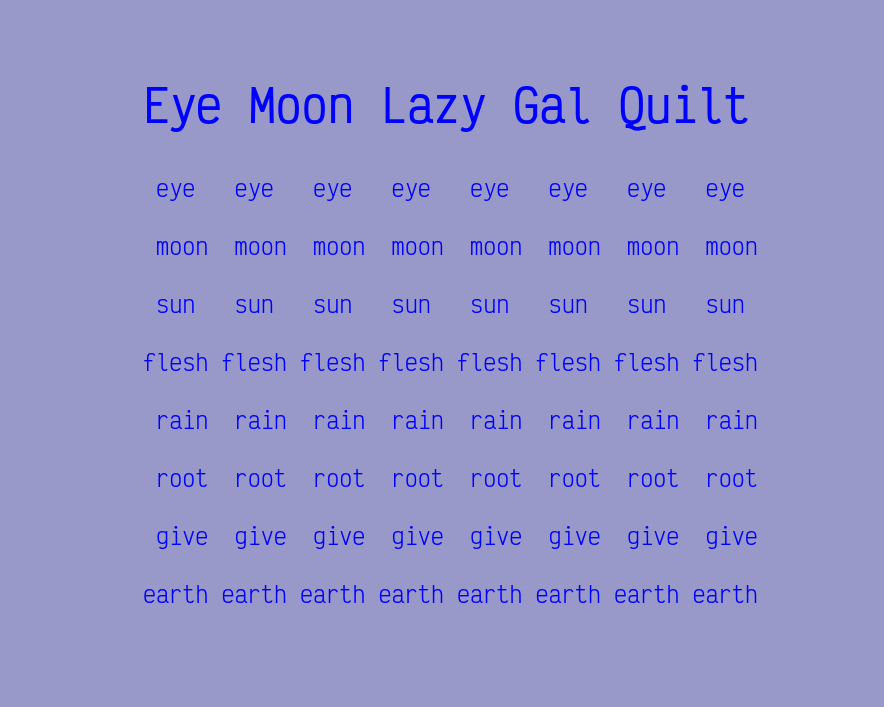 Eye Moon Lazy Gal Quilt
eye eye eye eye eye eye eye eye
moon moon moon moon moon moon moon moon
sun sun sun sun sun sun sun sun
flesh flesh flesh flesh flesh flesh flesh flesh
rain rain rain rain rain rain rain rain
root root root root root root root root
give give give give give give give give
earth earth earth earth earth earth earth earth